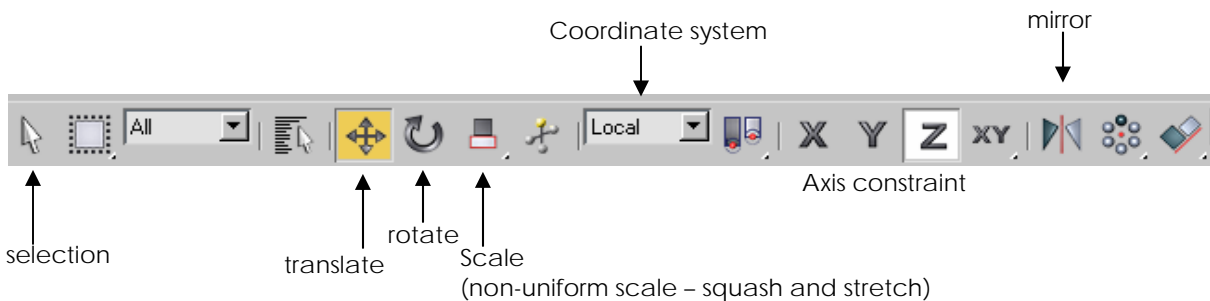 mirror
Coordinate system
All
Local
X Y Z XY
Axis constraint
selection
translate
rotate
Scale
(non-uniform scale – squash and stretch)